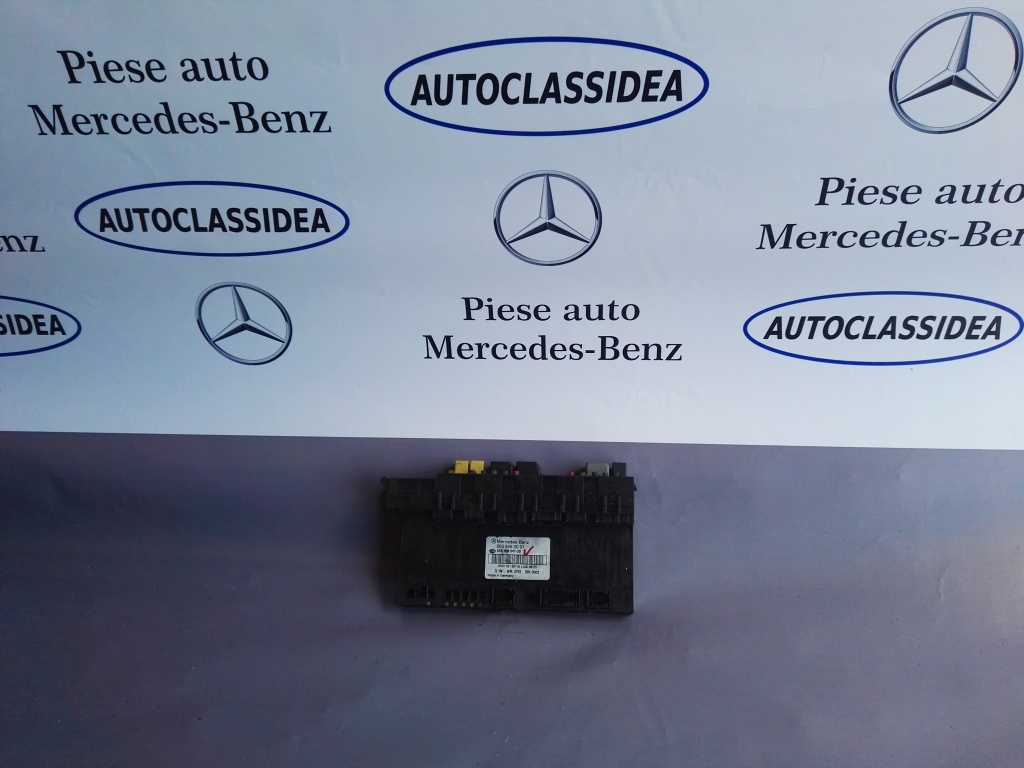 Piese auto
Mercedes-Benz
AUTOCLASSIDEA
AUTOCLASSIDEA
Piese auto
Mercedes-Ben
enz
SIDEA
Piese auto
Mercedes-Benz
AUTOCLASSIDEA
Mercedes-Benz
Made in Germany